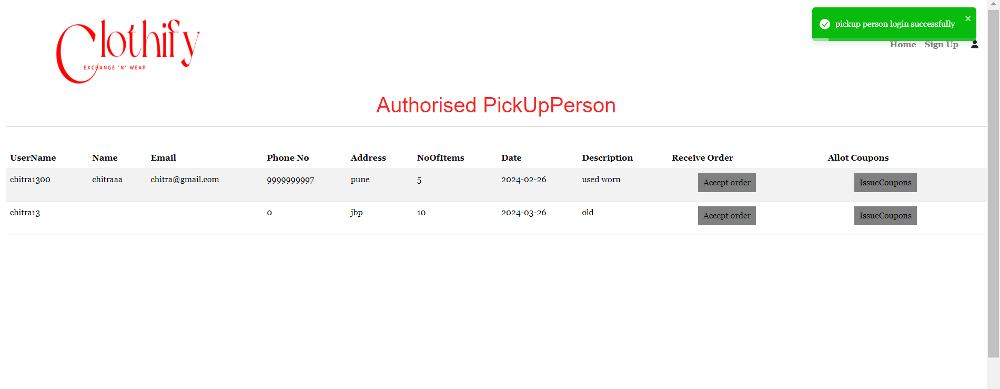 Clothify
EXCHANGE 'N' WEAR
pickup person login successfully
Home Sign Up
Authorised PickUpPerson
UserName Name Email Phone No Address NoOfItems Date Description Receive Order Allot Coupons
chitra1300 chitraaa chitra@gmail.com 9999999997 pune 5 2024-02-26 used worn Accept order IssueCoupons
chitra13 0 jbp 10 2024-03-26 old Accept order IssueCoupons